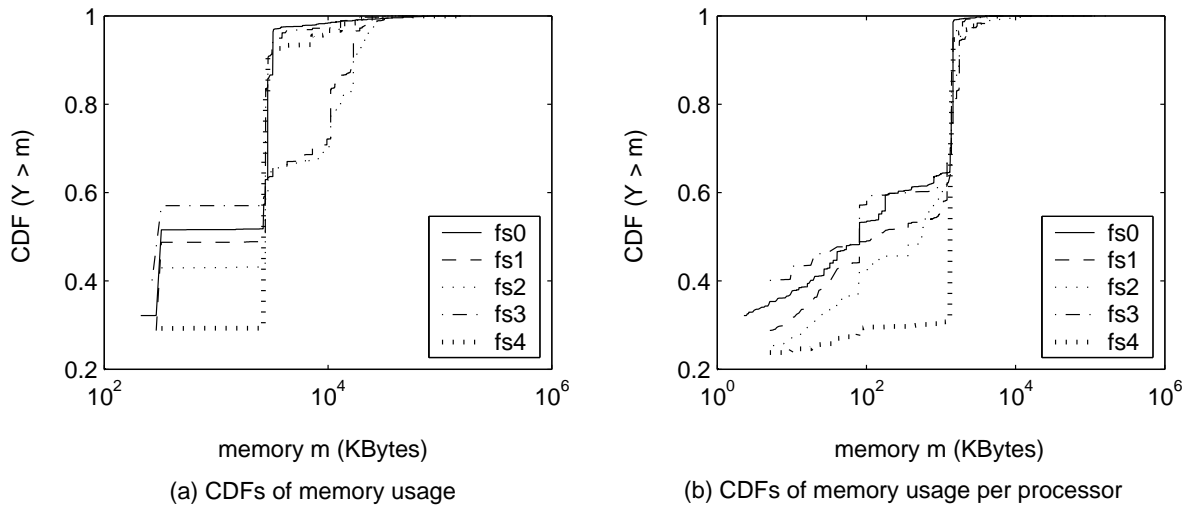 1
0.8
0.6
0.4
0.2
CDF (Y > m)
10^2
10^4
10^6
memory m (KBytes)
fs0
fs1
fs2
fs3
fs4
(a) CDFs of memory usage
1
0.8
0.6
0.4
0.2
CDF (Y > m)
10^0
10^2
10^4
10^6
memory m (KBytes)
fs0
fs1
fs2
fs3
fs4
(b) CDFs of memory usage per processor